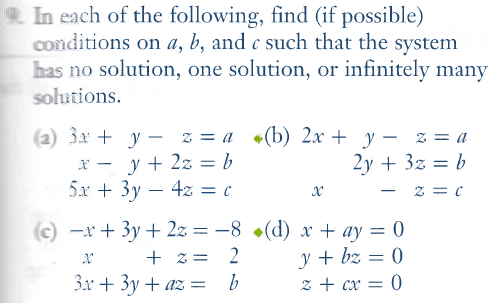 9. In each of the following, find (if possible)
conditions on a, b, and c such that the system
has no solution, one solution, or infinitely many
solutions.
(a) 3x + y − z = a (b) 2x + y − z = a
x − y + 2z = b 2y + 3z = b
5x + 3y − 4z = c x − z = c
(c) −x + 3y + 2z = −8 (d) x + ay = 0
x + z = 2 y + bz = 0
3x + 3y + az = b z + cx = 0